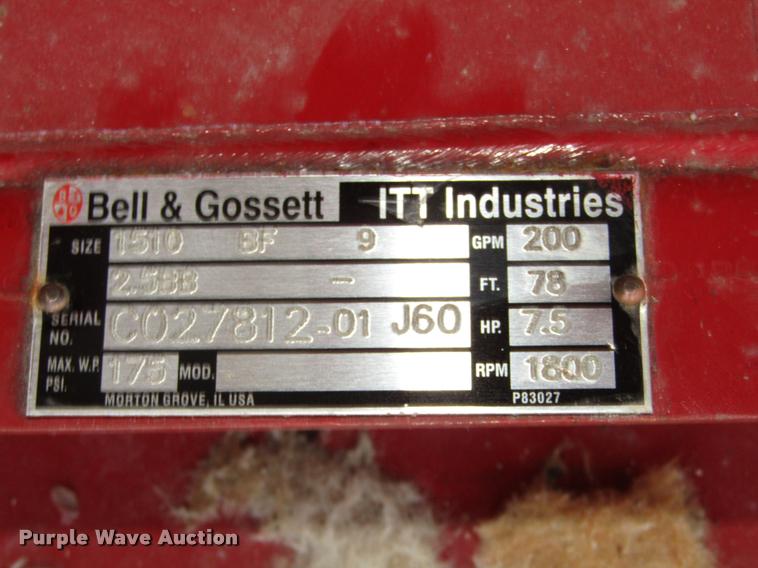 Bell & Gossett ITT Industries
SIZE 1510 BF 9 GPM 200
2.5BB - FT. 78
SERIAL NO. C027812-01 J60 HP. 7.5
MAX. W.P. PSI. 175 MOD. RPM 1800
MORTON GROVE, IL USA P83027
Purple Wave Auction